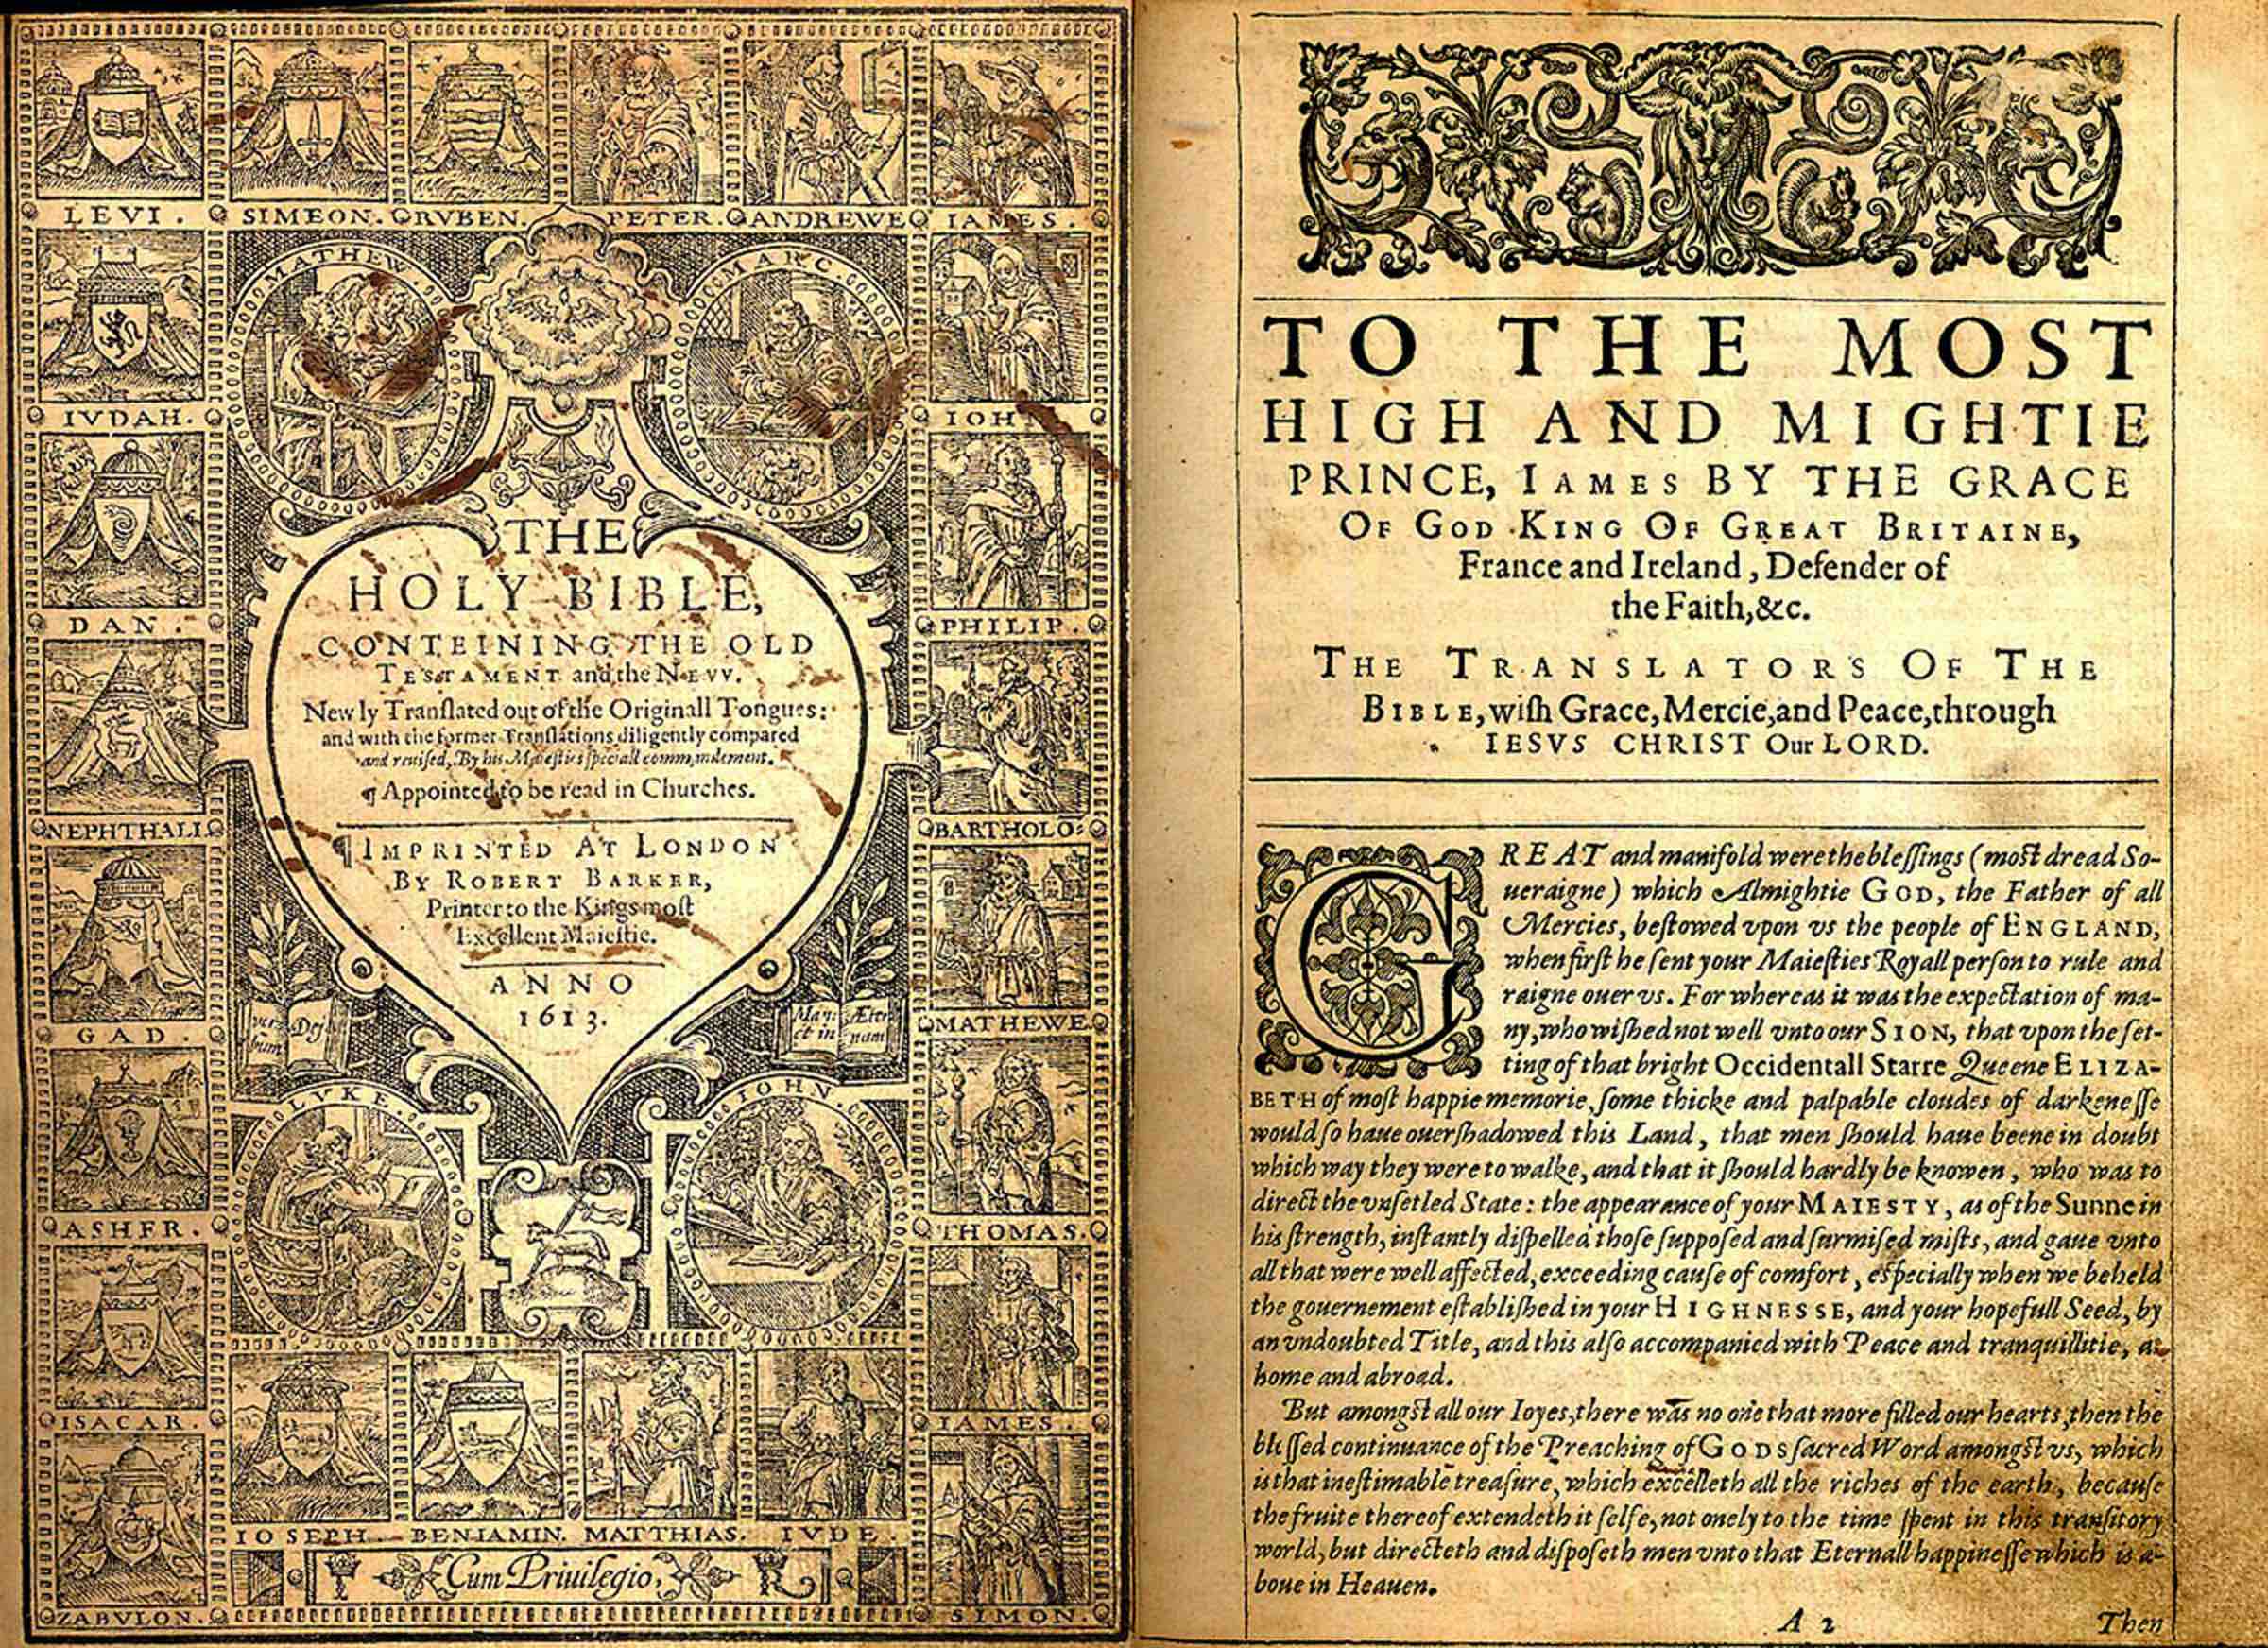 LEVI.
SIMEON.
RVBEN.
PETER.
ANDREWE
IAMES.
MATHEW.
MARC.
IVDAH.
IOH
DAN.
PHILIP.
NEPHTHALI
BARTHOLO:
GAD.
MATHEWE
ASHER.
THOMAS.
ISACAR.
IAMES.
ZABVLON.
SIMON.
THE
HOLY BIBLE,
CONTEINING THE OLD
TESTAMENT and the NEVV.
Newly Tranſlated out of the Originall Tongues:
and with the former Tranſlations diligently compared
and reuiſed, By his Maieſties ſpeciall commandement.
¶ Appointed to be read in Churches.
¶ IMPRINTED AT LONDON
BY ROBERT BARKER,
Printer to the Kings moſt
Excellent Maieſtie.
ANNO
1613.
verbum Dej
Manet in Æternam
LVKE.
IOHN.
IOSEPH
BENIAMIN.
MATTHIAS.
IVDE.
Cum Priuilegio,
R
TO THE MOST
HIGH AND MIGHTIE
PRINCE, IAMES BY THE GRACE
OF GOD KING OF GREAT BRITAINE,
France and Ireland, Defender of
the Faith, &c.
THE TRANSLATORS OF THE
BIBLE, wiſh Grace, Mercie, and Peace, through
IESVS CHRIST Our LORD.
GREAT and manifold were the bleſſings (moſt dread So-
ueraigne) which Almightie GOD, the Father of all
Mercies, beſtowed vpon vs the people of ENGLAND,
when firſt he ſent your Maieſties Royall perſon to rule and
raigne ouer vs. For whereas it was the expectation of ma-
ny, who wiſhed not well vnto our SION, that vpon the ſet-
ting of that bright Occidentall Starre Queene ELIZA-
BETH of moſt happie memorie, ſome thicke and palpable cloudes of darkeneſſe
would ſo haue ouerſhadowed this Land, that men ſhould haue beene in doubt
which way they were to walke, and that it ſhould hardly be knowen, who was to
direct the vnſetled State: the appearance of your MAIESTY, as of the Sunne in
his ſtrength, inſtantly diſpelled thoſe ſuppoſed and ſurmiſed miſts, and gaue vnto
all that were well affected, exceeding cauſe of comfort, eſpecially when we beheld
the gouernement eſtabliſhed in your HIGHNESSE, and your hopefull Seed, by
an vndoubted Title, and this alſo accompanied with Peace and tranquillitie, at
home and abroad.
But amongſt all our Ioyes, there was no one that more filled our hearts, then the
bleſſed continuance of the Preaching of GODS ſacred Word amongſt vs, which
is that ineſtimable treaſure, which excelleth all the riches of the earth, becauſe
the fruite thereof extendeth it ſelfe, not onely to the time ſpent in this tranſitory
world, but directeth and diſpoſeth men vnto that Eternall happineſſe which is a-
boue in Heauen.
A 2
Then